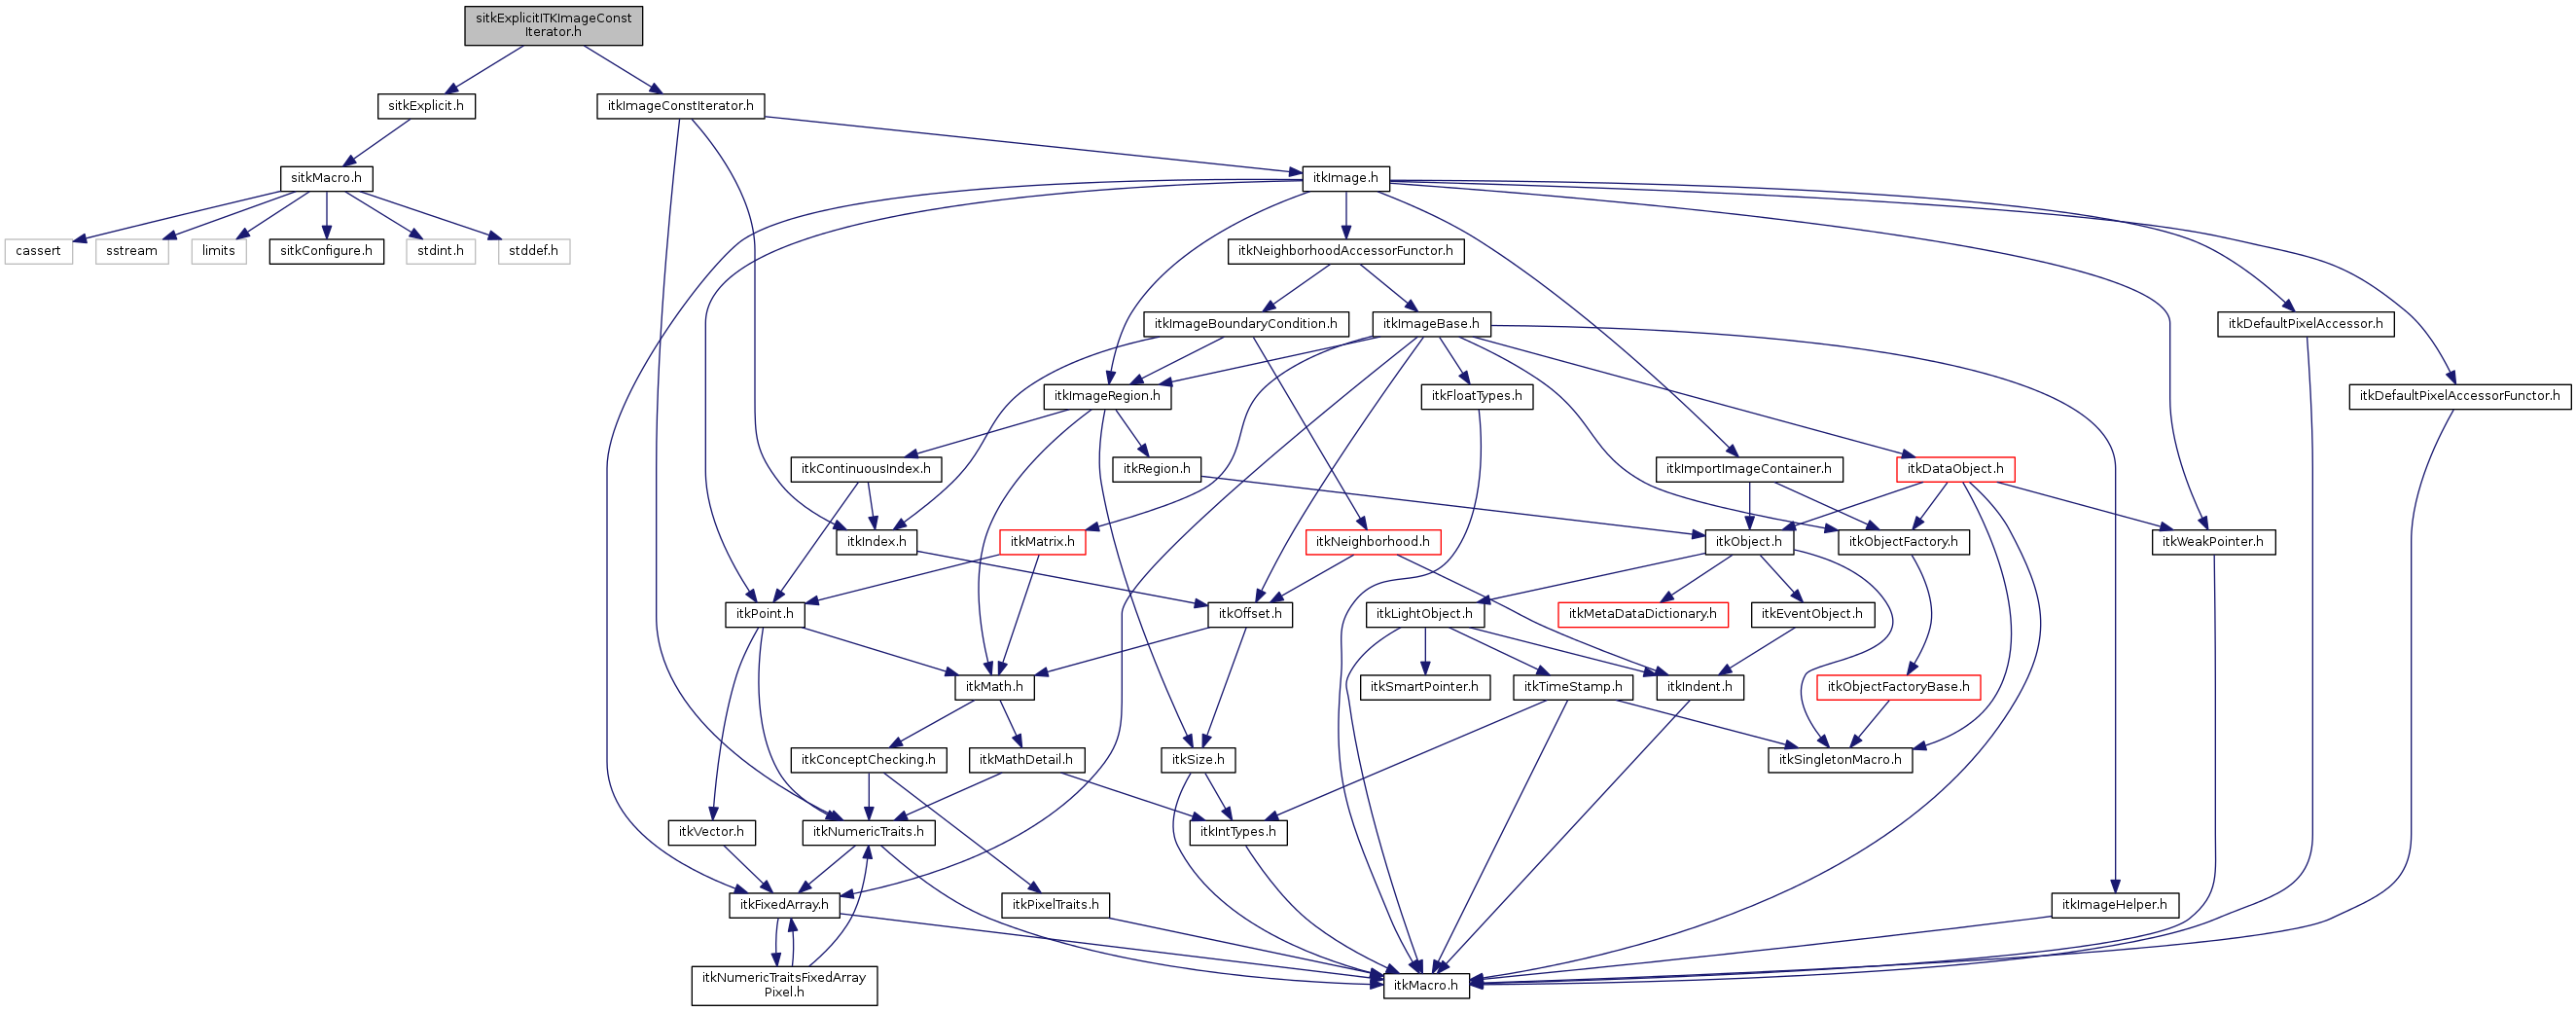 sitkExplicitITKImageConst
Iterator.h
sitkExplicit.h
itkImageConstIterator.h
sitkMacro.h
itkImage.h
cassert
sstream
limits
sitkConfigure.h
stdint.h
stddef.h
itkNeighborhoodAccessorFunctor.h
itkImageBoundaryCondition.h
itkImageBase.h
itkDefaultPixelAccessor.h
itkImageRegion.h
itkFloatTypes.h
itkDefaultPixelAccessorFunctor.h
itkContinuousIndex.h
itkRegion.h
itkImportImageContainer.h
itkDataObject.h
itkIndex.h
itkMatrix.h
itkNeighborhood.h
itkObject.h
itkObjectFactory.h
itkWeakPointer.h
itkPoint.h
itkOffset.h
itkLightObject.h
itkMetaDataDictionary.h
itkEventObject.h
itkMath.h
itkSmartPointer.h
itkTimeStamp.h
itkIndent.h
itkObjectFactoryBase.h
itkConceptChecking.h
itkMathDetail.h
itkSize.h
itkSingletonMacro.h
itkVector.h
itkNumericTraits.h
itkIntTypes.h
itkFixedArray.h
itkPixelTraits.h
itkImageHelper.h
itkNumericTraitsFixedArray
Pixel.h
itkMacro.h